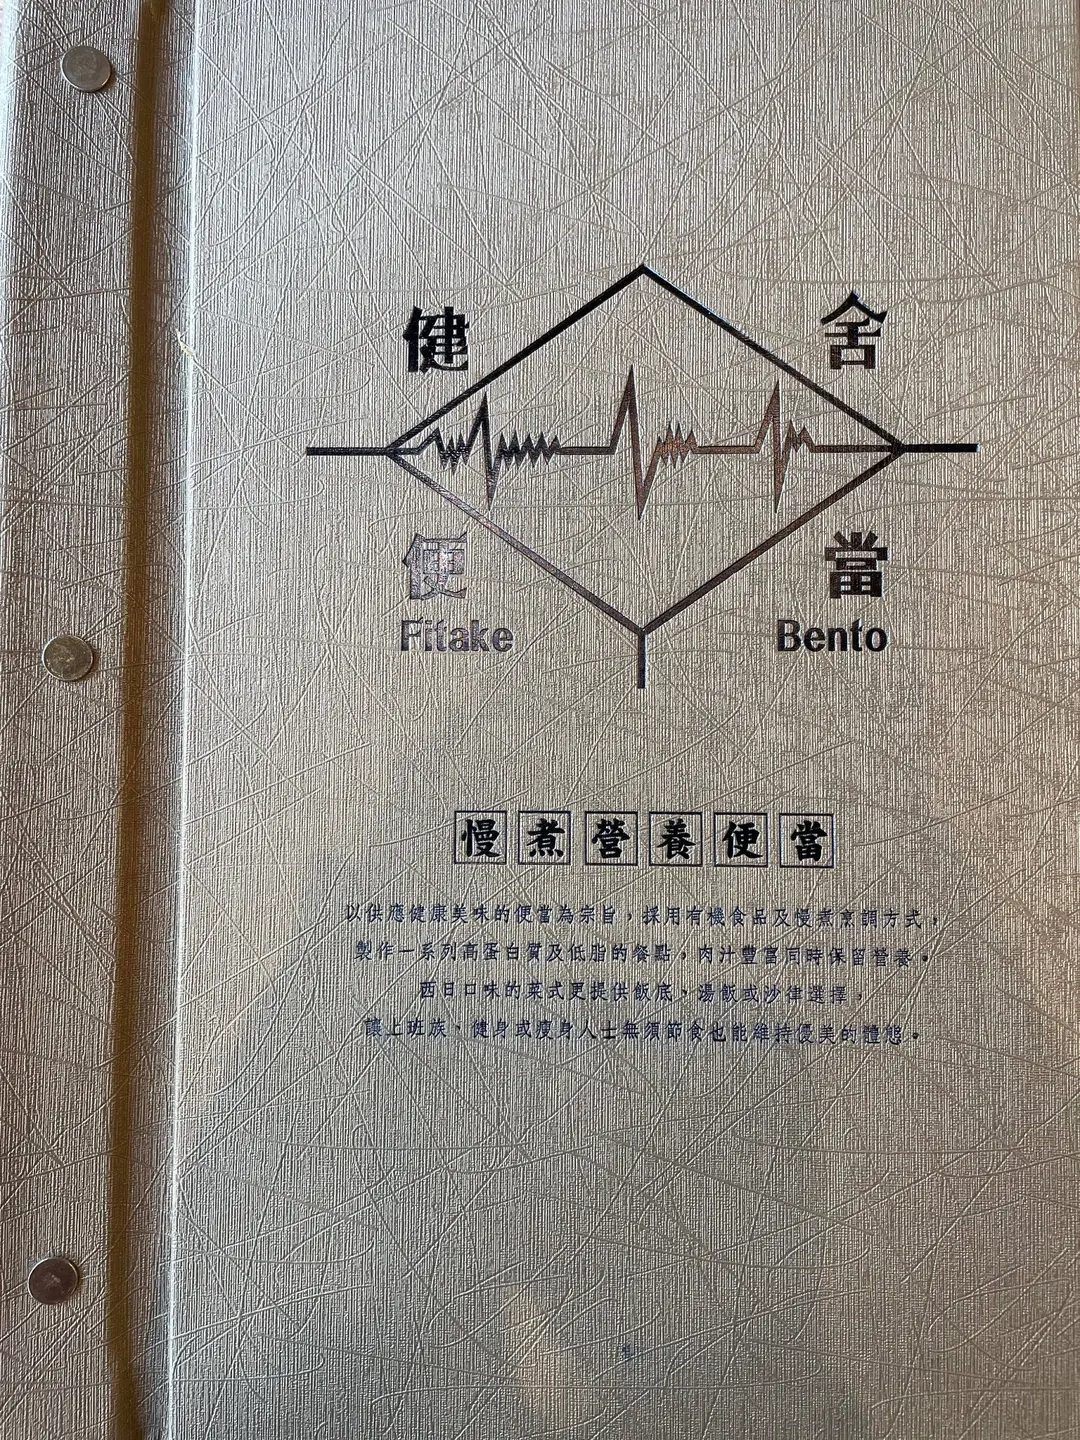 健舍
便當
Fitake Bento
慢煮營養便當
以供應健康美味的便當為宗旨，採用有機食品及慢煮烹調方式，
製作一系列高蛋白質及低脂的餐點，肉汁豐富同時保留營養。
西日口味的菜式更提供飯底、湯飯或沙律選擇，
讓上班族、健身或瘦身人士無須節食也能維持優美的體態。